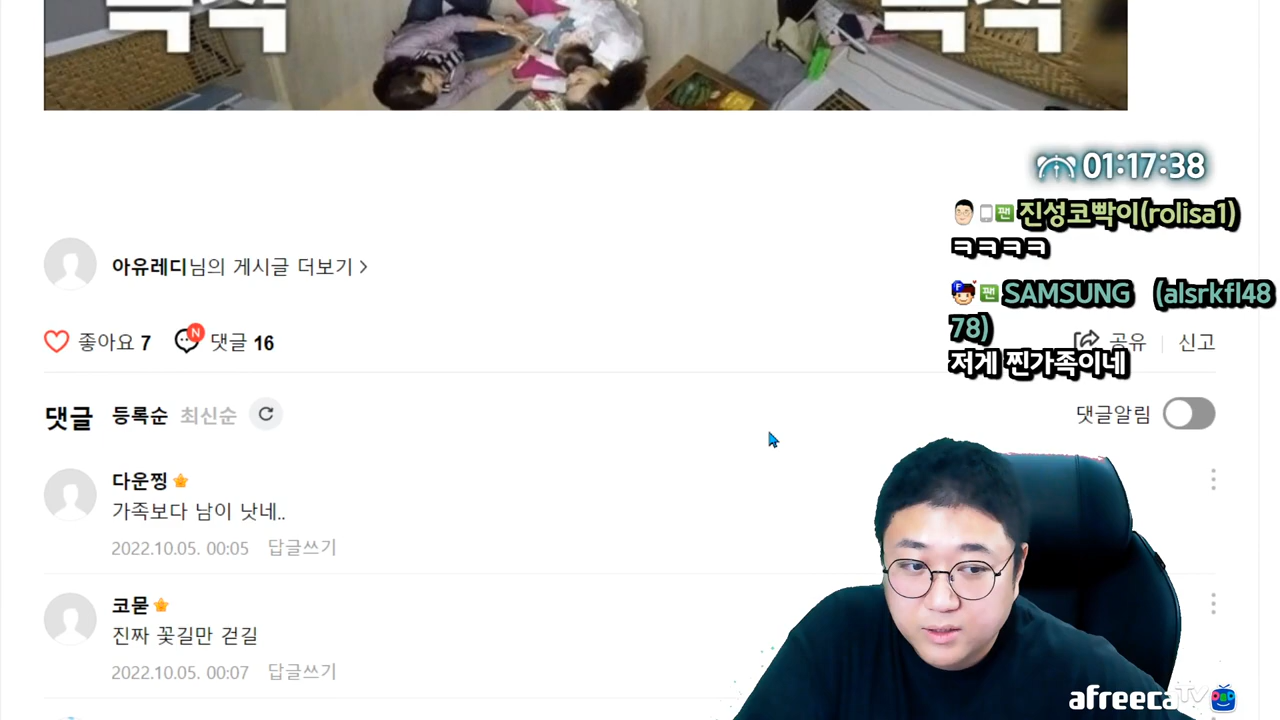 01:17:38
진성코빡이(rolisa1)
ㅋㅋㅋㅋ
SAMSUNG (alsrkfl48
78)
저게 찐가족이네
아유레디님의 게시글 더보기 >
좋아요 7 N 댓글 16 공유 신고
댓글 등록순 최신순 댓글알림
다운찡
가족보다 남이 낫네..
2022.10.05. 00:05 답글쓰기
코묻
진짜 꽃길만 걷길
2022.10.05. 00:07 답글쓰기
afreecaTV